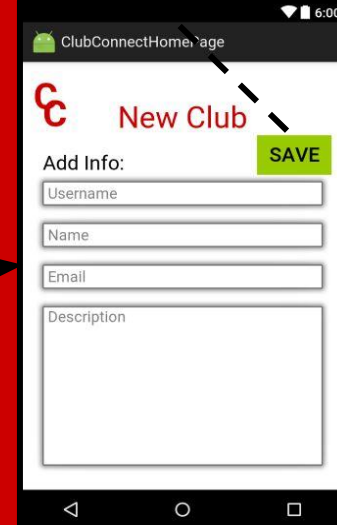 6:00
ClubConnectHomePage
CC
New Club
SAVE
Add Info:
Username
Name
Email
Description